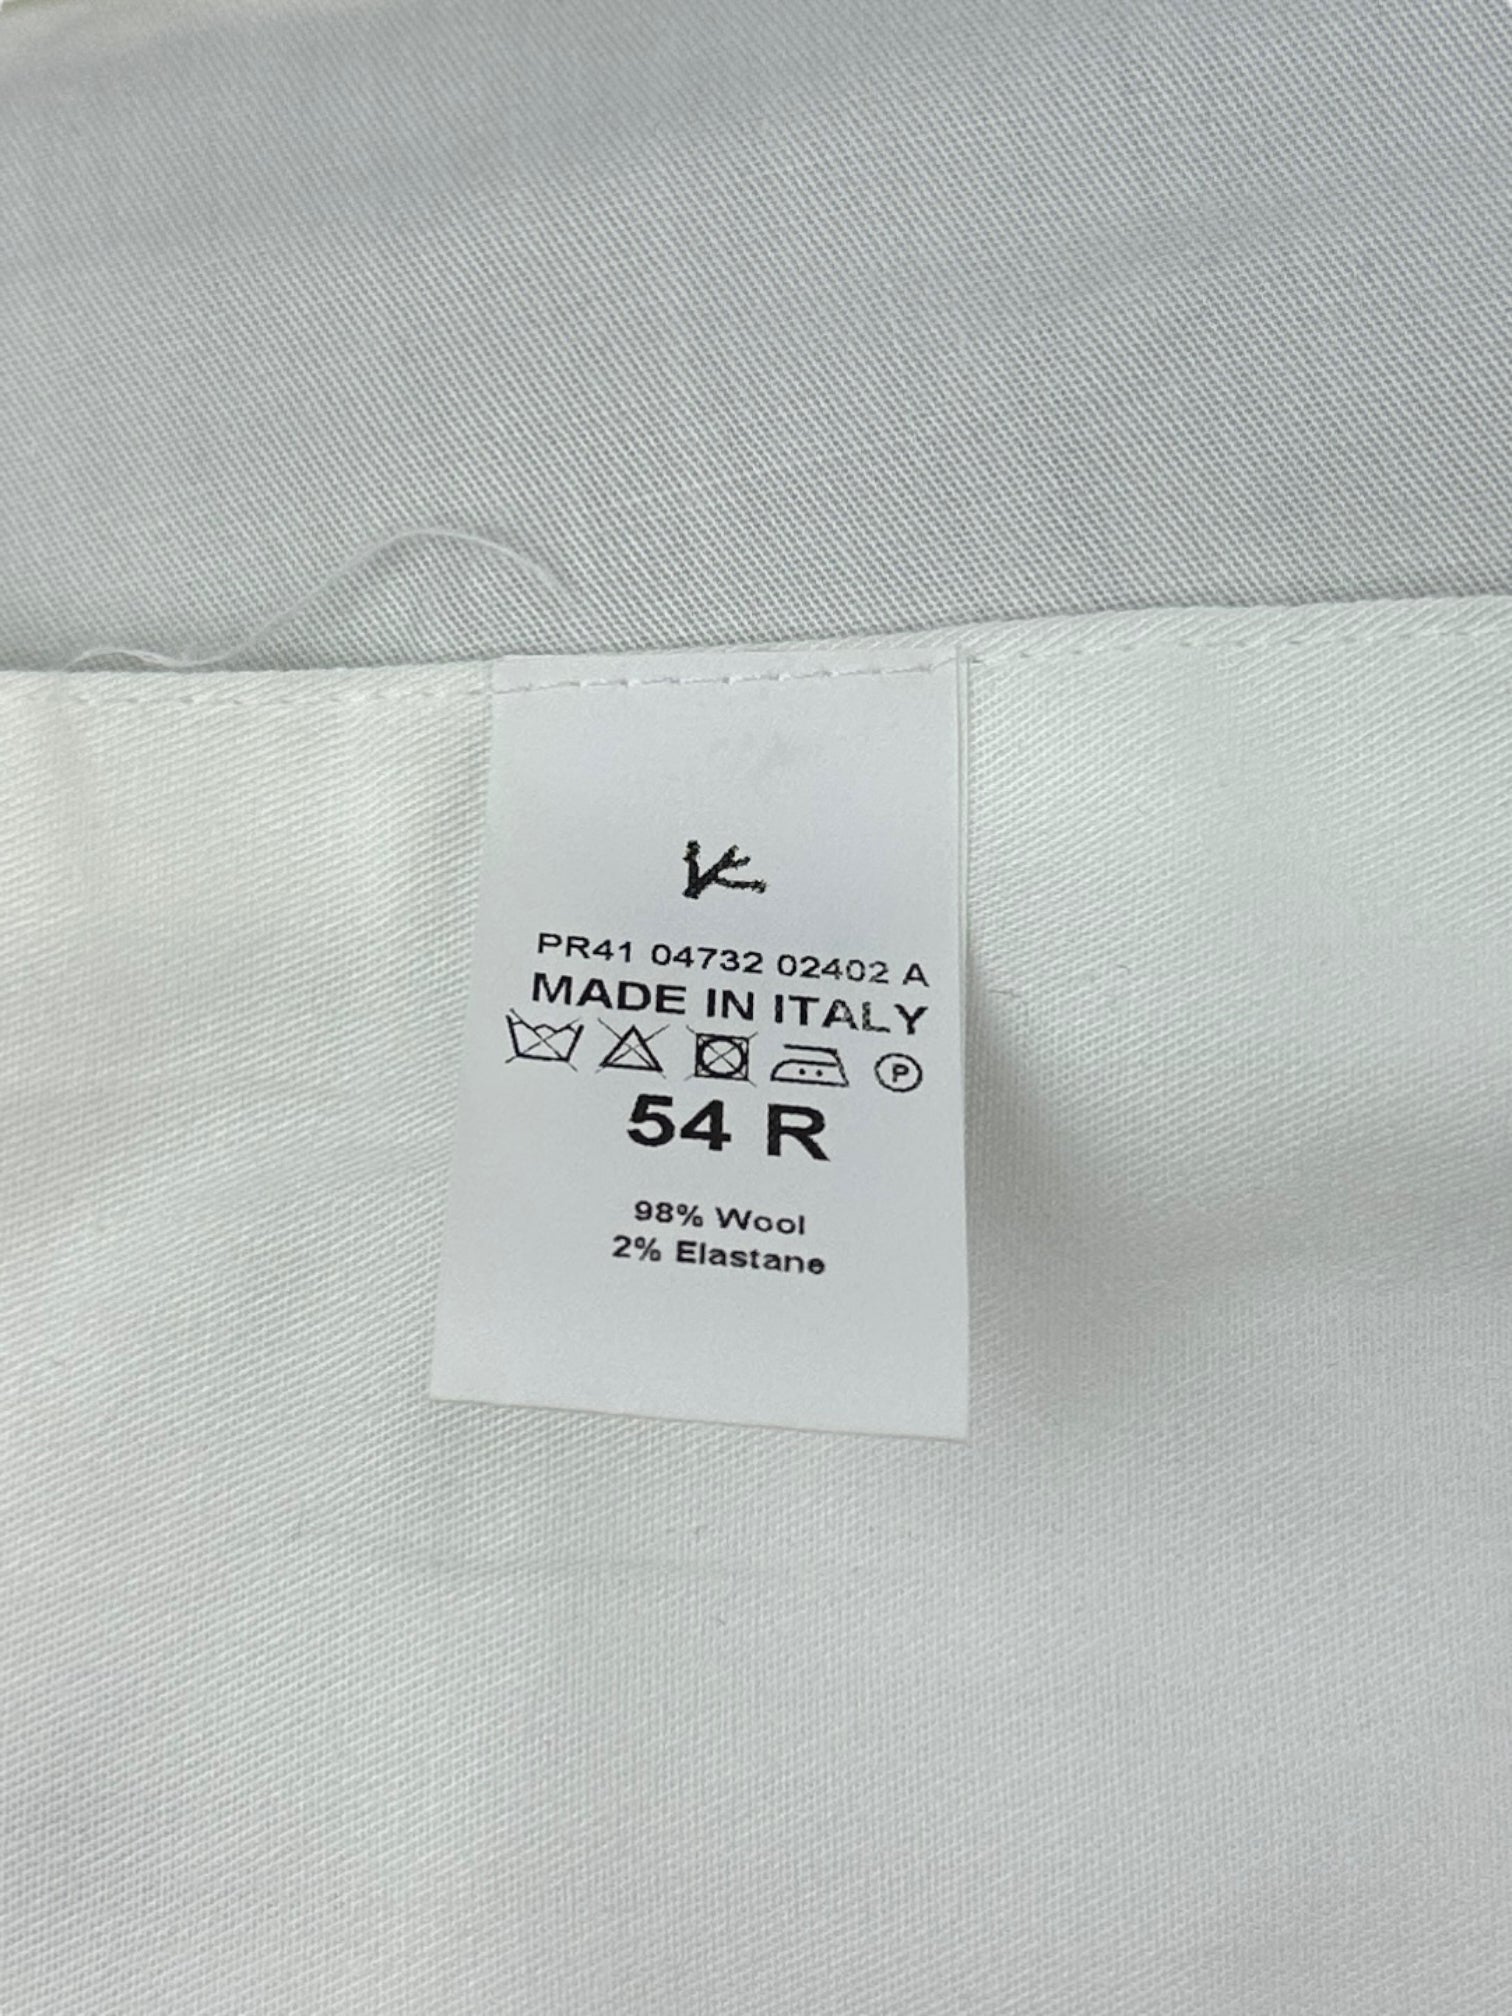 PR41 04732 02402 A
MADE IN ITALY
P
54 R
98% Wool
2% Elastane